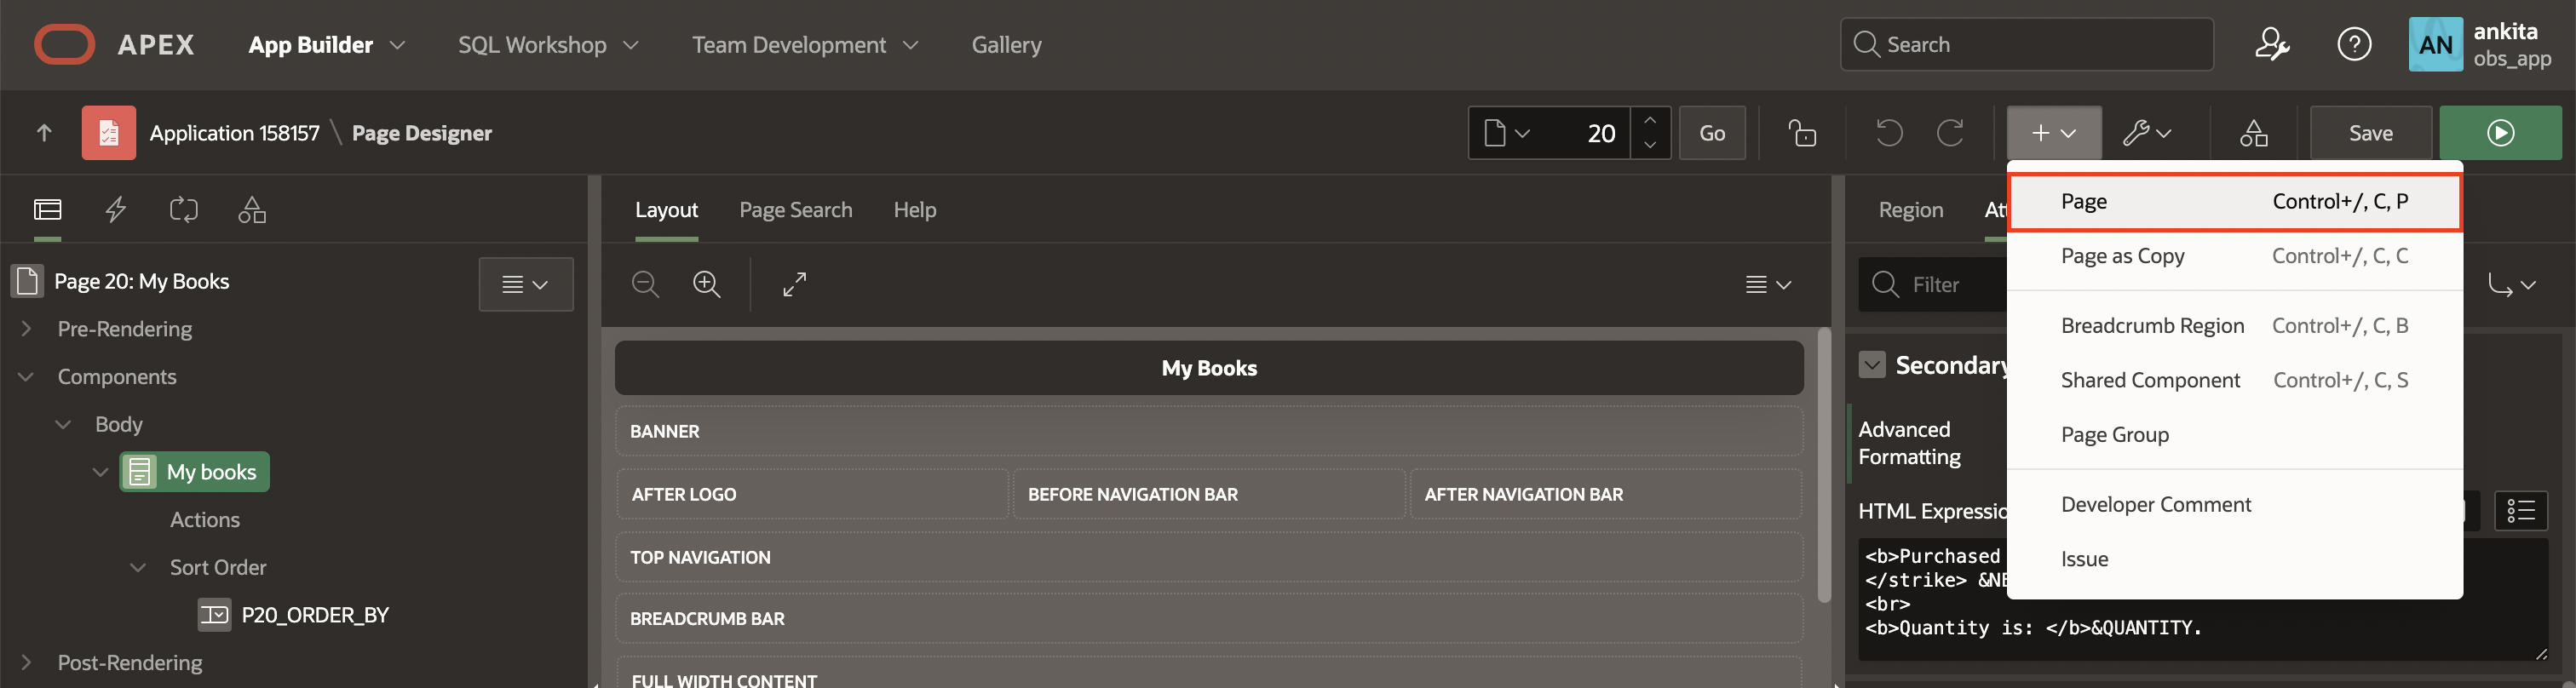 APEX
App Builder
SQL Workshop
Team Development
Gallery
Search
?
AN
ankita
obs_app
Application 158157 \ Page Designer
20
Go
Save
Layout
Page Search
Help
Region
Page Control+/, C, P
Page as Copy Control+/, C, C
Breadcrumb Region Control+/, C, B
Shared Component Control+/, C, S
Page Group
Developer Comment
Issue
Page 20: My Books
Pre-Rendering
Components
Body
My books
Actions
Sort Order
P20_ORDER_BY
Post-Rendering
My Books
BANNER
AFTER LOGO
BEFORE NAVIGATION BAR
AFTER NAVIGATION BAR
TOP NAVIGATION
BREADCRUMB BAR
FULL WIDTH CONTENT
Filter
Secondary
Advanced
Formatting
HTML
<b>Purchased
</strike>
<br>
<b>Quantity is: </b>&QUANTITY.